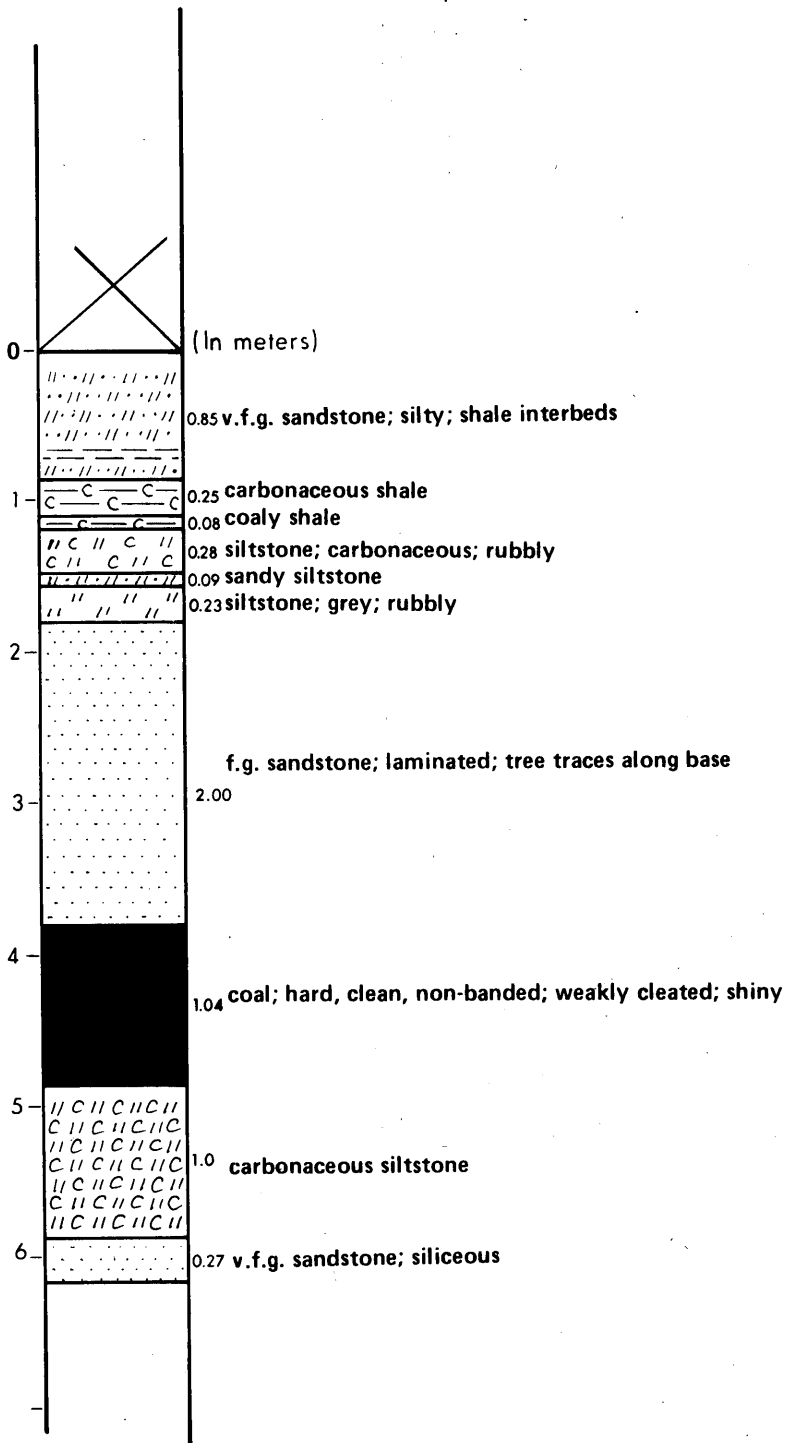 (In meters)
0
0.85 v.f.g. sandstone; silty; shale interbeds
1
0.25 carbonaceous shale
0.08 coaly shale
0.28 siltstone; carbonaceous; rubbly
0.09 sandy siltstone
0.23 siltstone; grey; rubbly
2
f.g. sandstone; laminated; tree traces along base
3
2.00
4
1.04 coal; hard, clean, non-banded; weakly cleated; shiny
5
1.0 carbonaceous siltstone
6
0.27 v.f.g. sandstone; siliceous